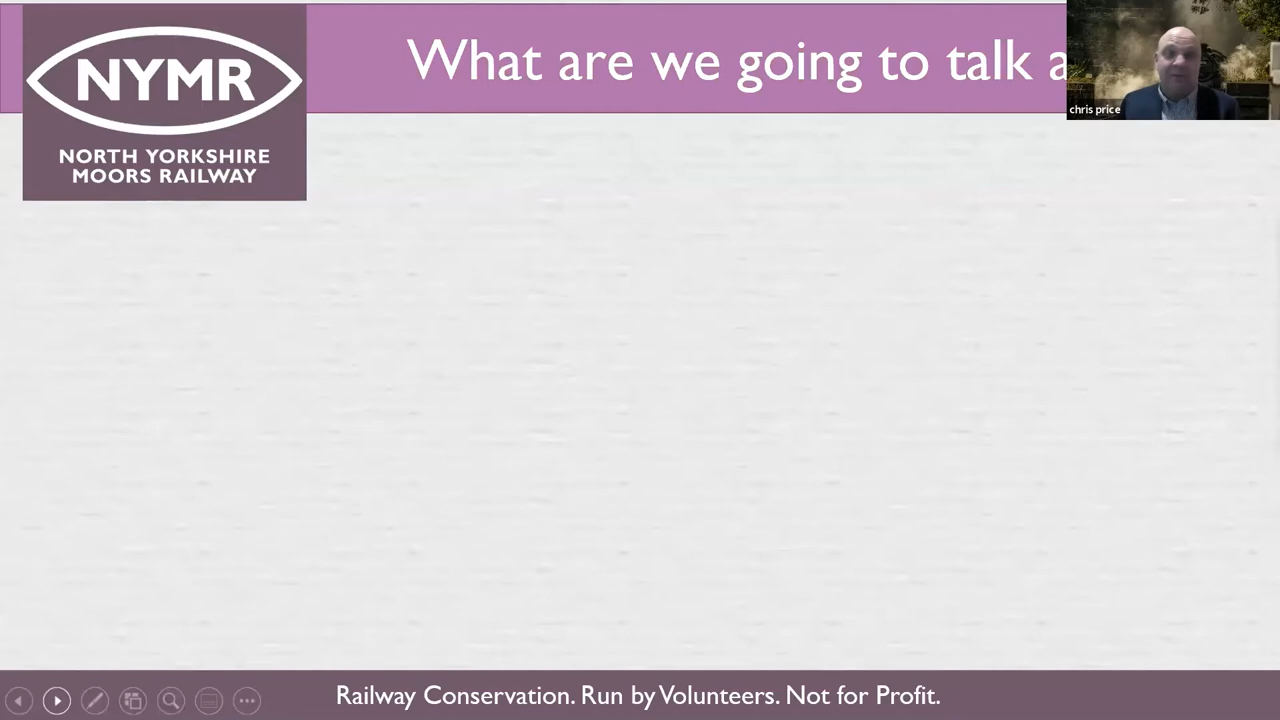 What are we going to talk a
chris price
NYMR
NORTH YORKSHIRE
MOORS RAILWAY
Railway Conservation. Run by Volunteers. Not for Profit.